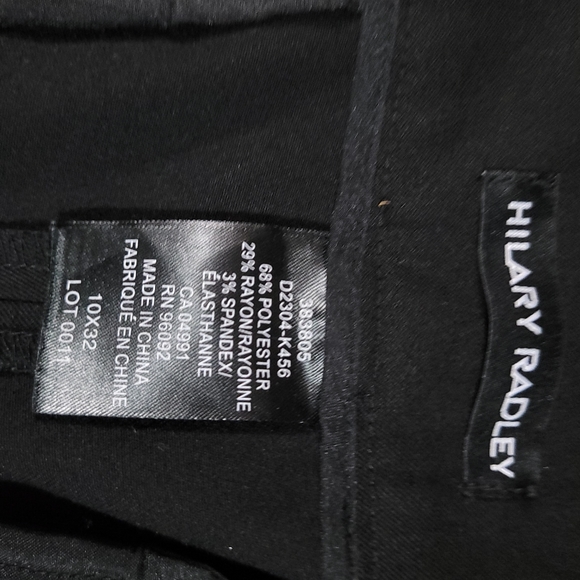 HILARY RADLEY
383805
D2304-K456
68% POLYESTER
29% RAYON/RAYONNE
3% SPANDEX/
ÉLASTHANNE
CA 04991
RN 96092
MADE IN CHINA
FABRIQUÉ EN CHINE
10X32
LOT 0011